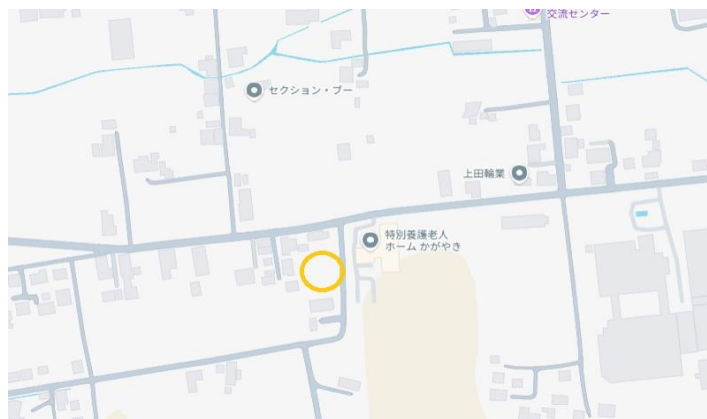 交流センター
セクション・ブー
上田輪業
特別養護老人
ホーム かがやき